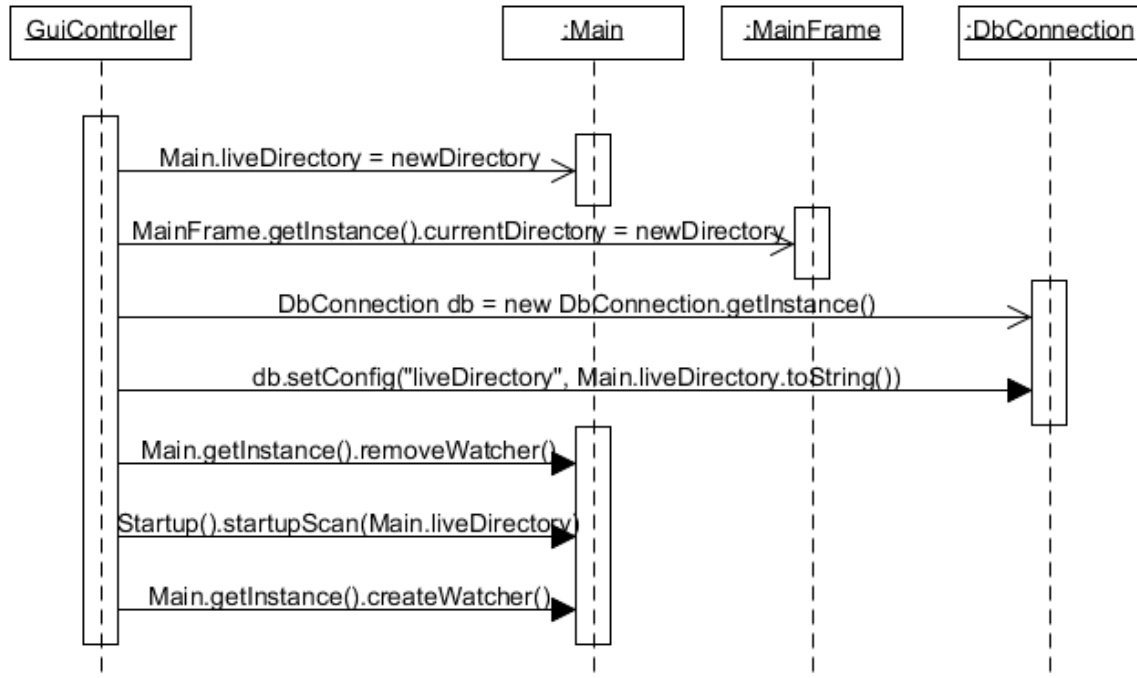 GuiController
:Main
:MainFrame
:DbConnection
Main.liveDirectory = newDirectory
MainFrame.getInstance().currentDirectory = newDirectory
DbConnection db = new DbConnection.getInstance()
db.setConfig("liveDirectory", Main.liveDirectory.toString())
Main.getInstance().removeWatcher()
Startup().startupScan(Main.liveDirectory)
Main.getInstance().createWatcher()